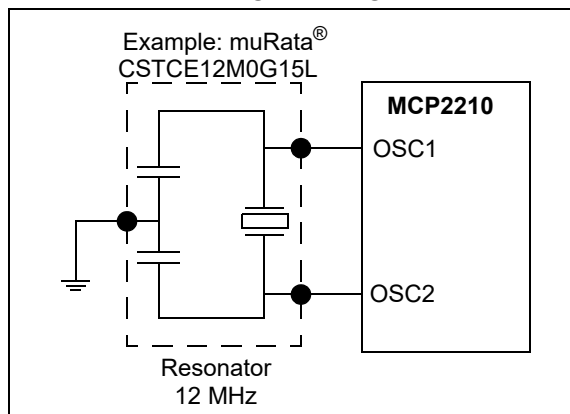 Example: muRata®
CSTCE12M0G15L
MCP2210
OSC1
OSC2
Resonator
12 MHz